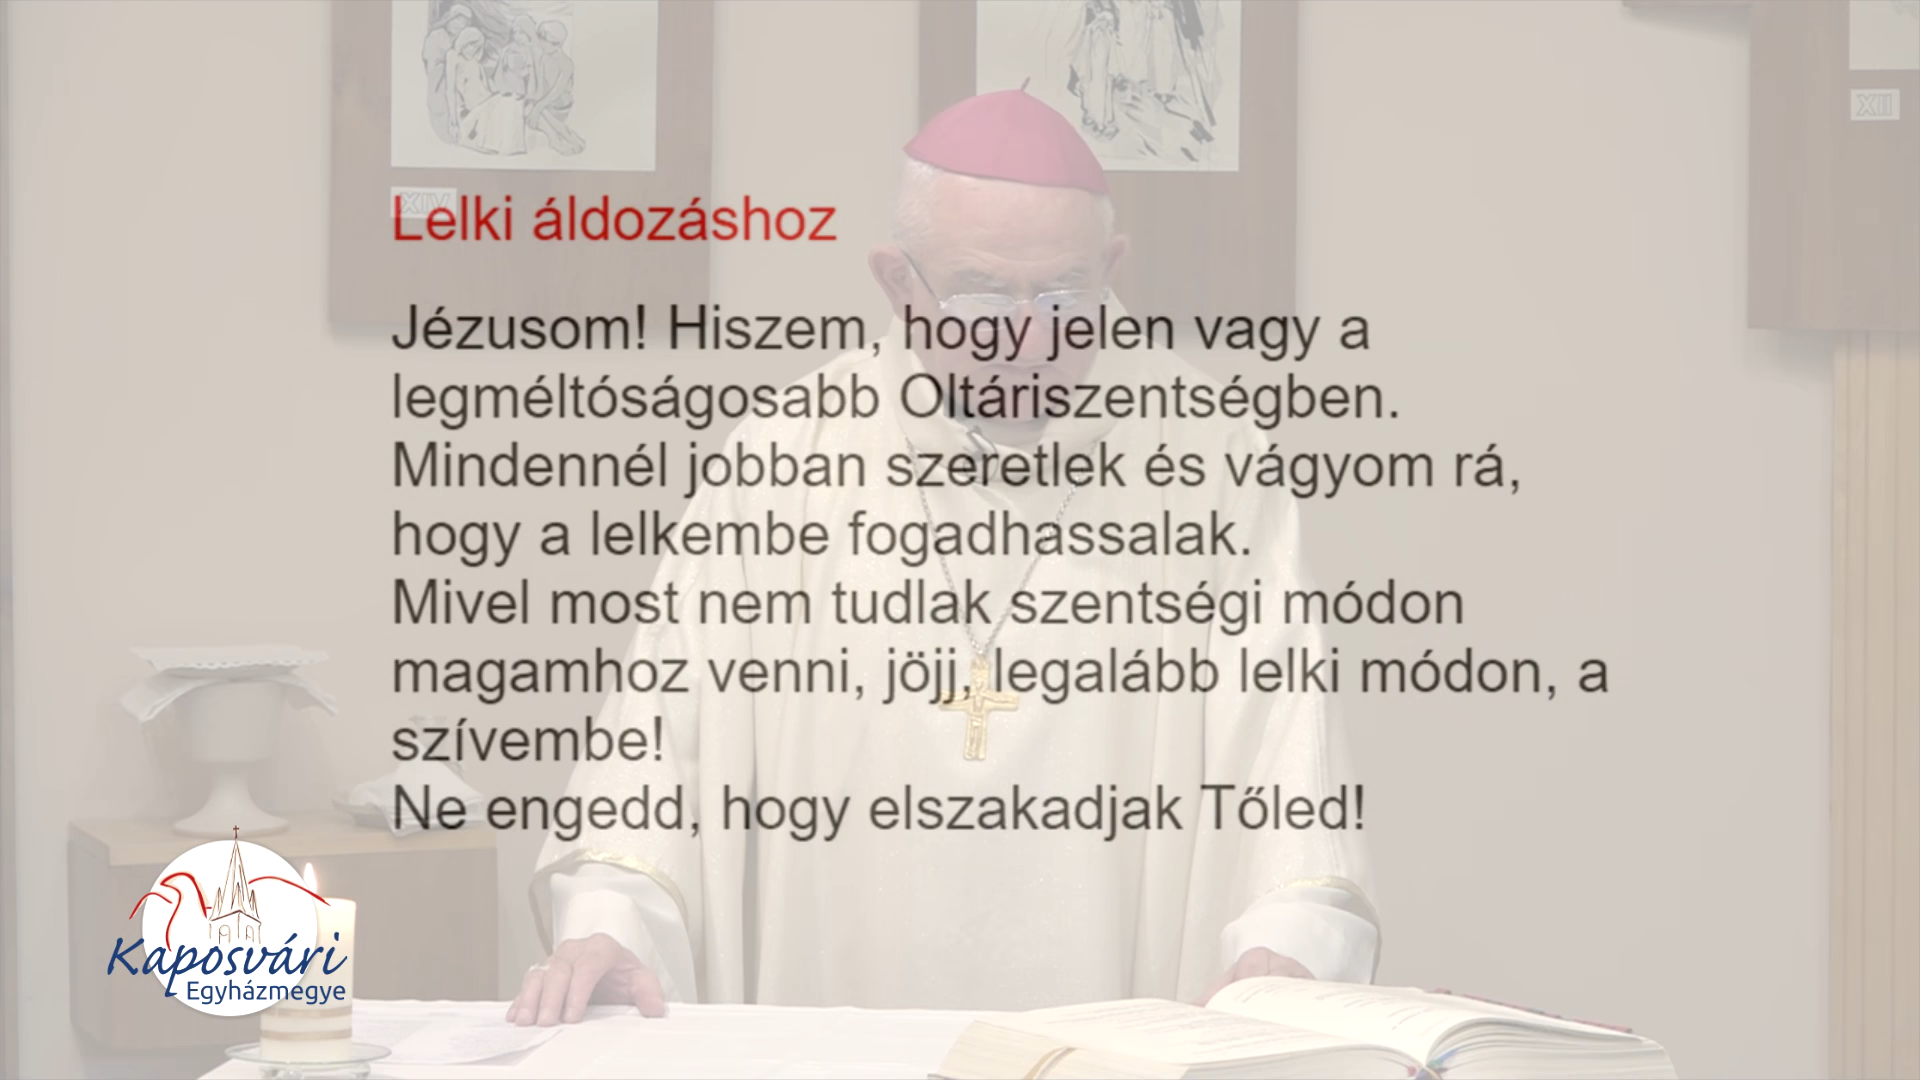 XII
XIV
Lelki áldozáshoz
Jézusom! Hiszem, hogy jelen vagy a
legméltóságosabb Oltáriszentségben.
Mindennél jobban szeretlek és vágyom rá,
hogy a lelkembe fogadhassalak.
Mivel most nem tudlak szentségi módon
magamhoz venni, jöjj, legalább lelki módon, a
szívembe!
Ne engedd, hogy elszakadjak Tőled!
Kaposvári
Egyházmegye